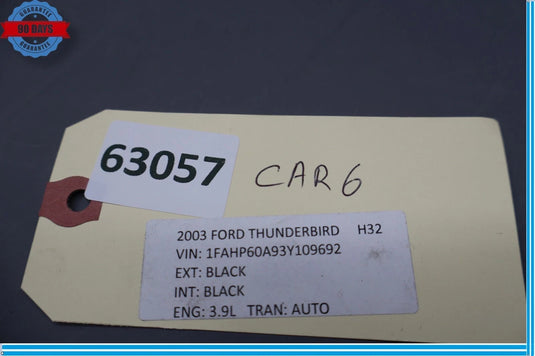 GUARANTEE
90 DAYS
GUARANTEE
63057
CAR 6
2003 FORD THUNDERBIRD H32
VIN: 1FAHP60A93Y109692
EXT: BLACK
INT: BLACK
ENG: 3.9L TRAN: AUTO